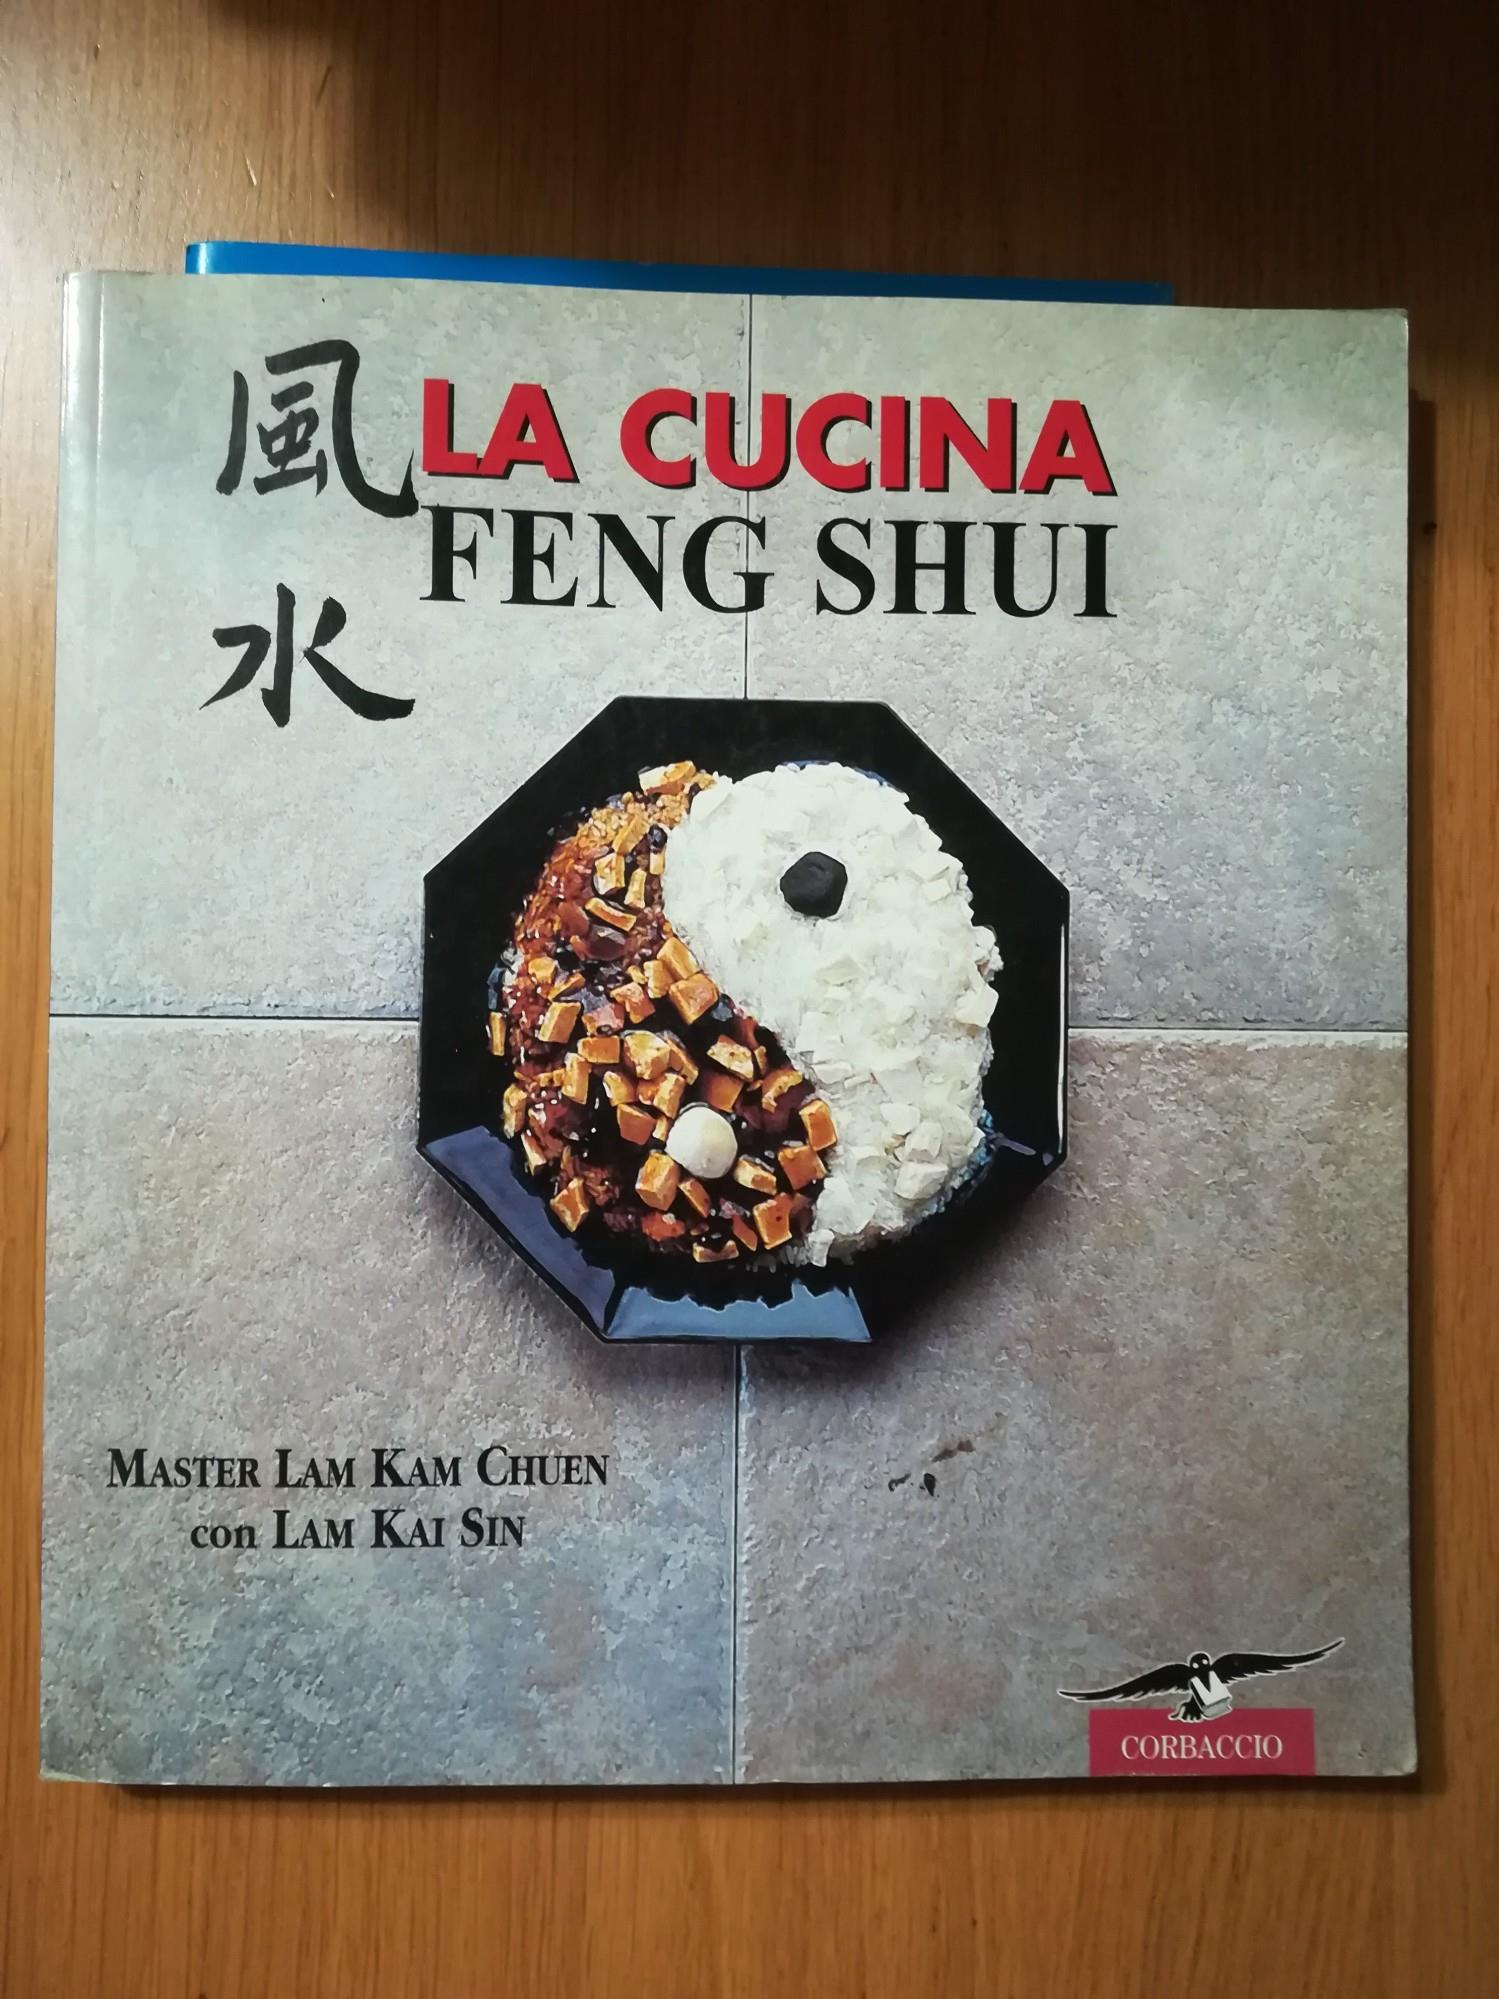 風
水
LA CUCINA
FENG SHUI
MASTER LAM KAM CHUEN
con LAM KAI SIN
CORBACCIO